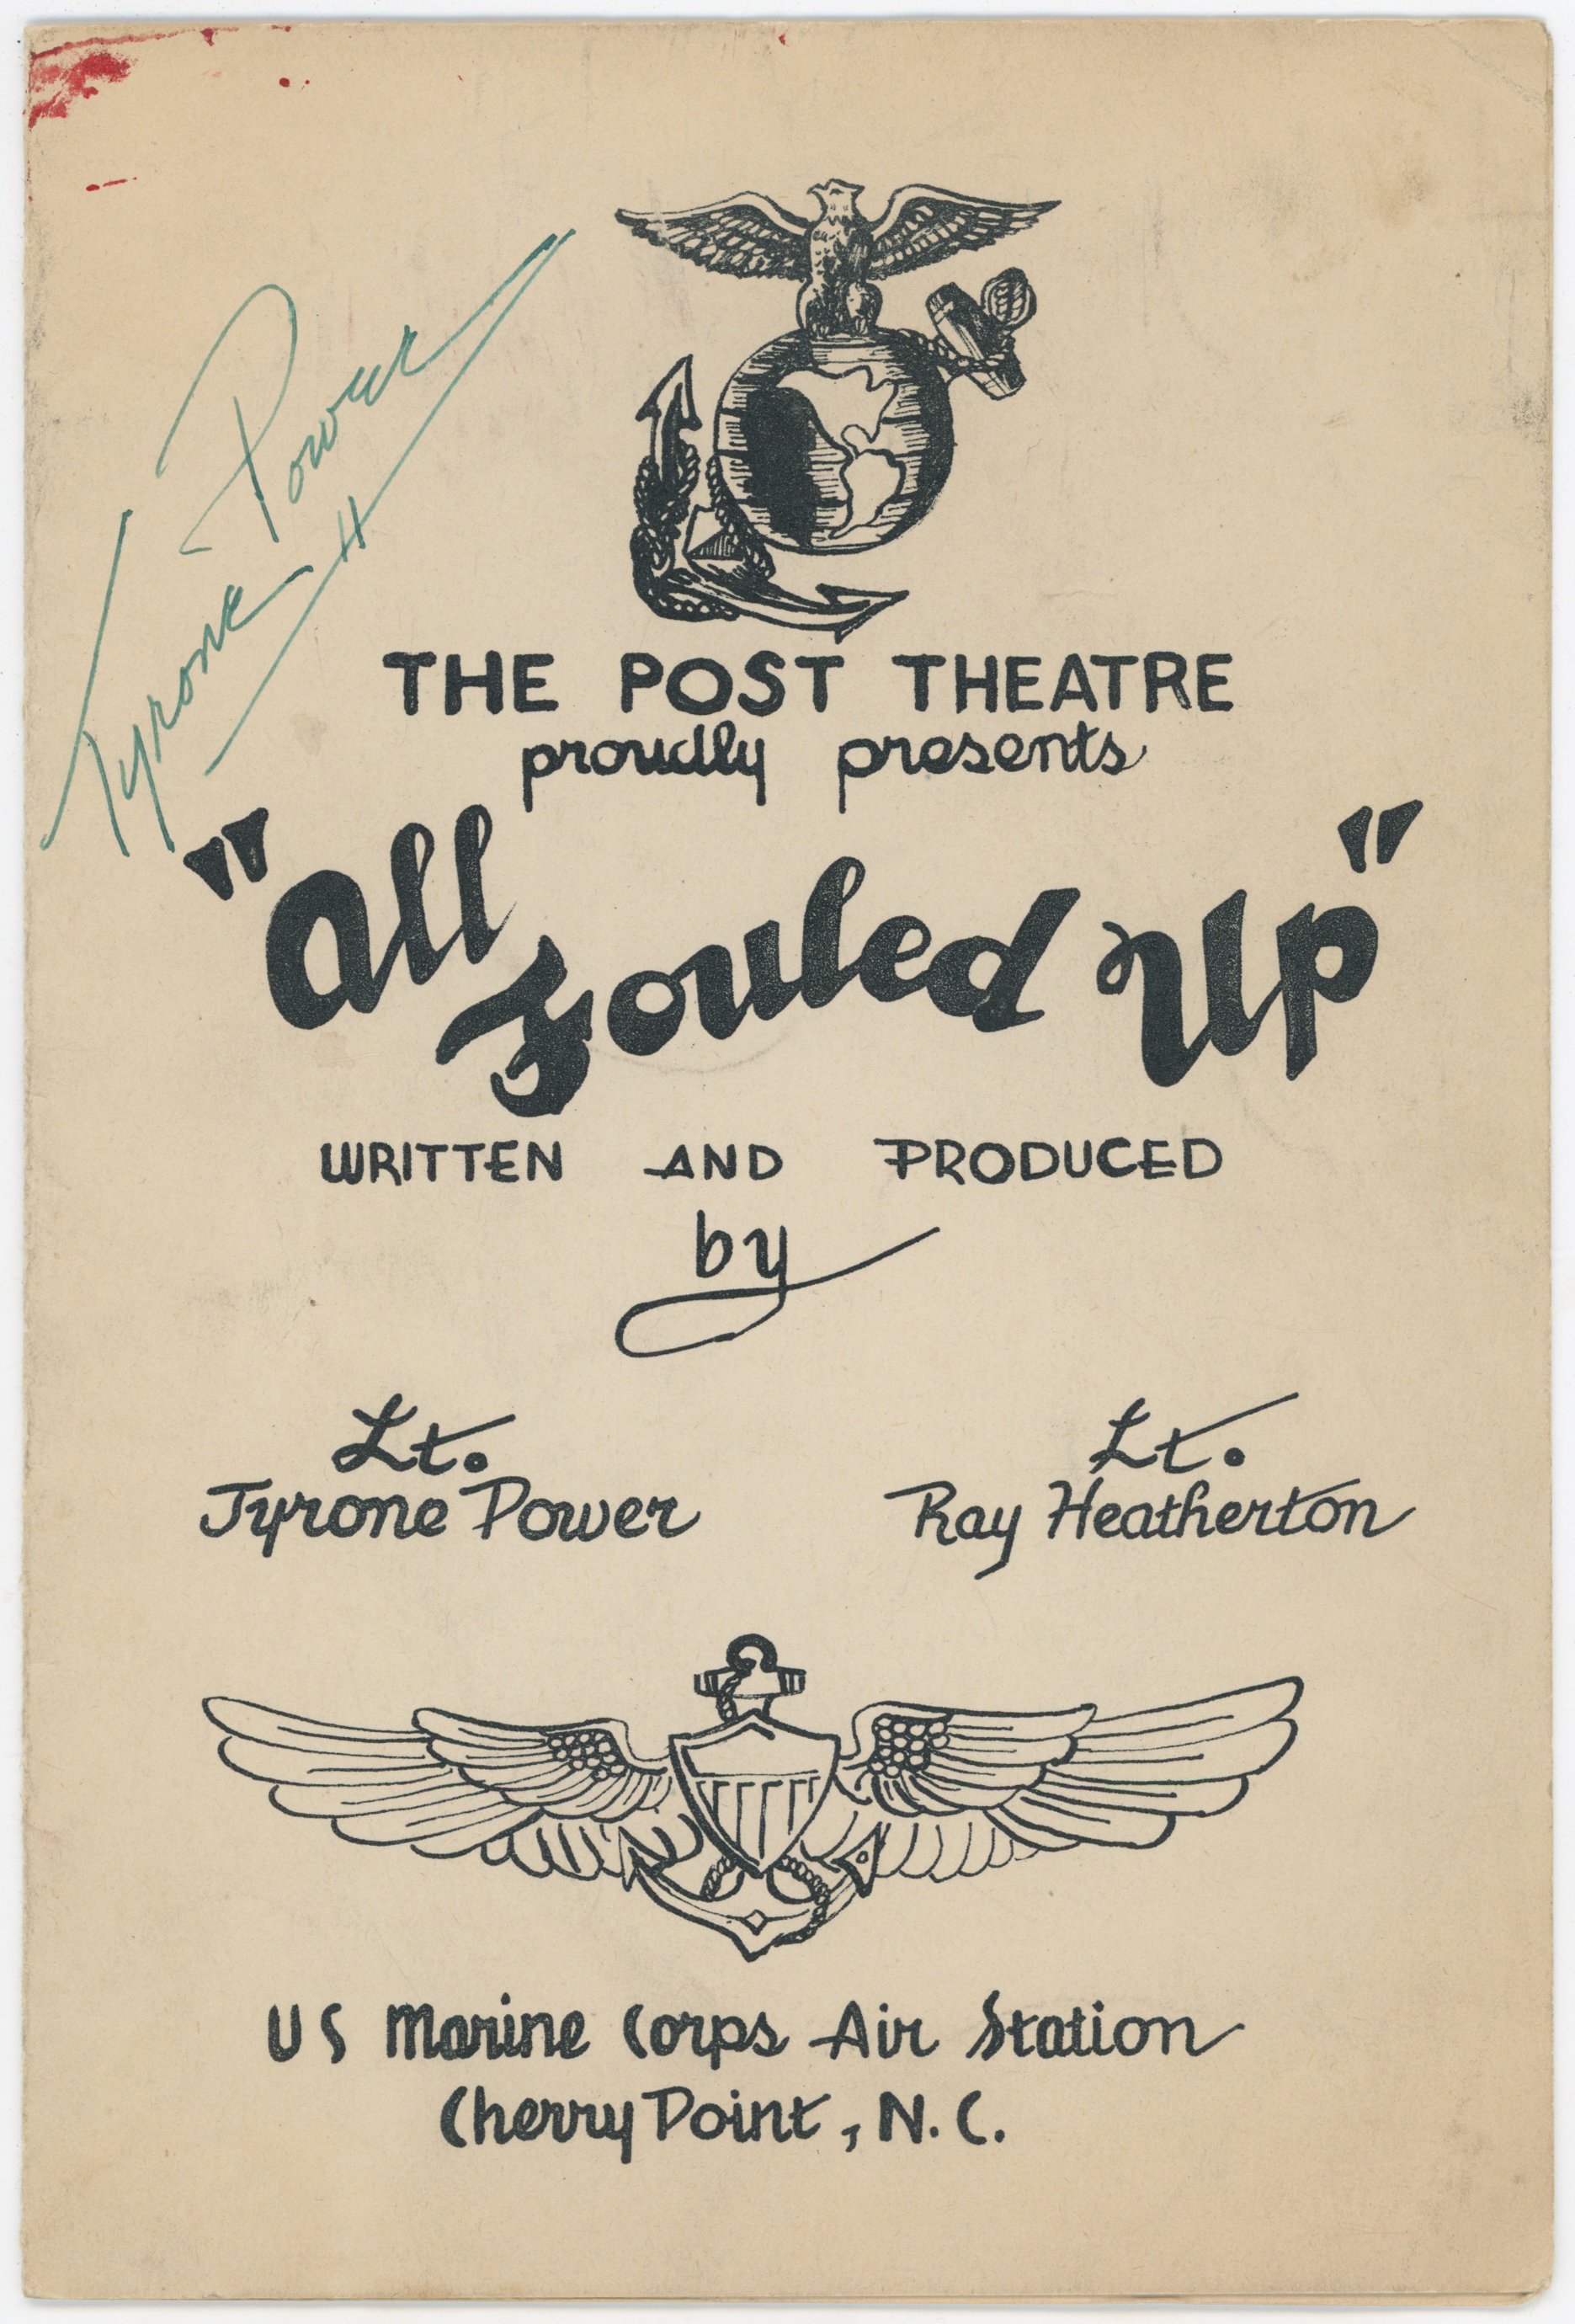 Tyrone Power
THE POST THEATRE
proudly presents
"All
Fouled Up"
WRITTEN AND PRODUCED
by
Lt.
Tyrone Power
Lt.
Ray Heatherton
US Marine Corps Air Station
Cherry Point, N.C.